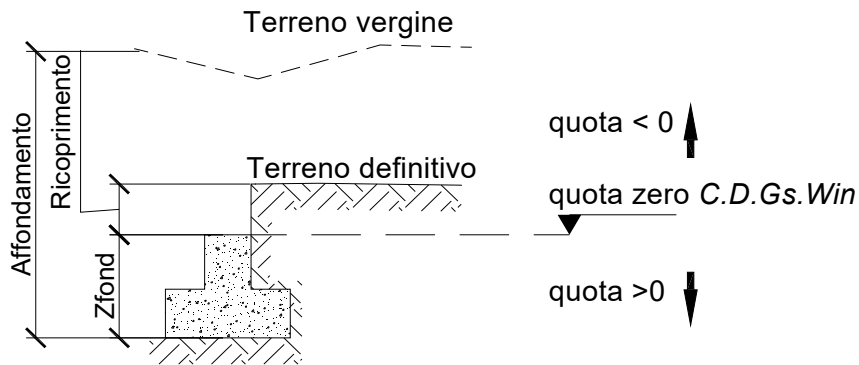 Terreno vergine
Affondamento
Ricoprimento
quota < 0
Terreno definitivo
quota zero C.D.Gs.Win
Zfond
quota >0